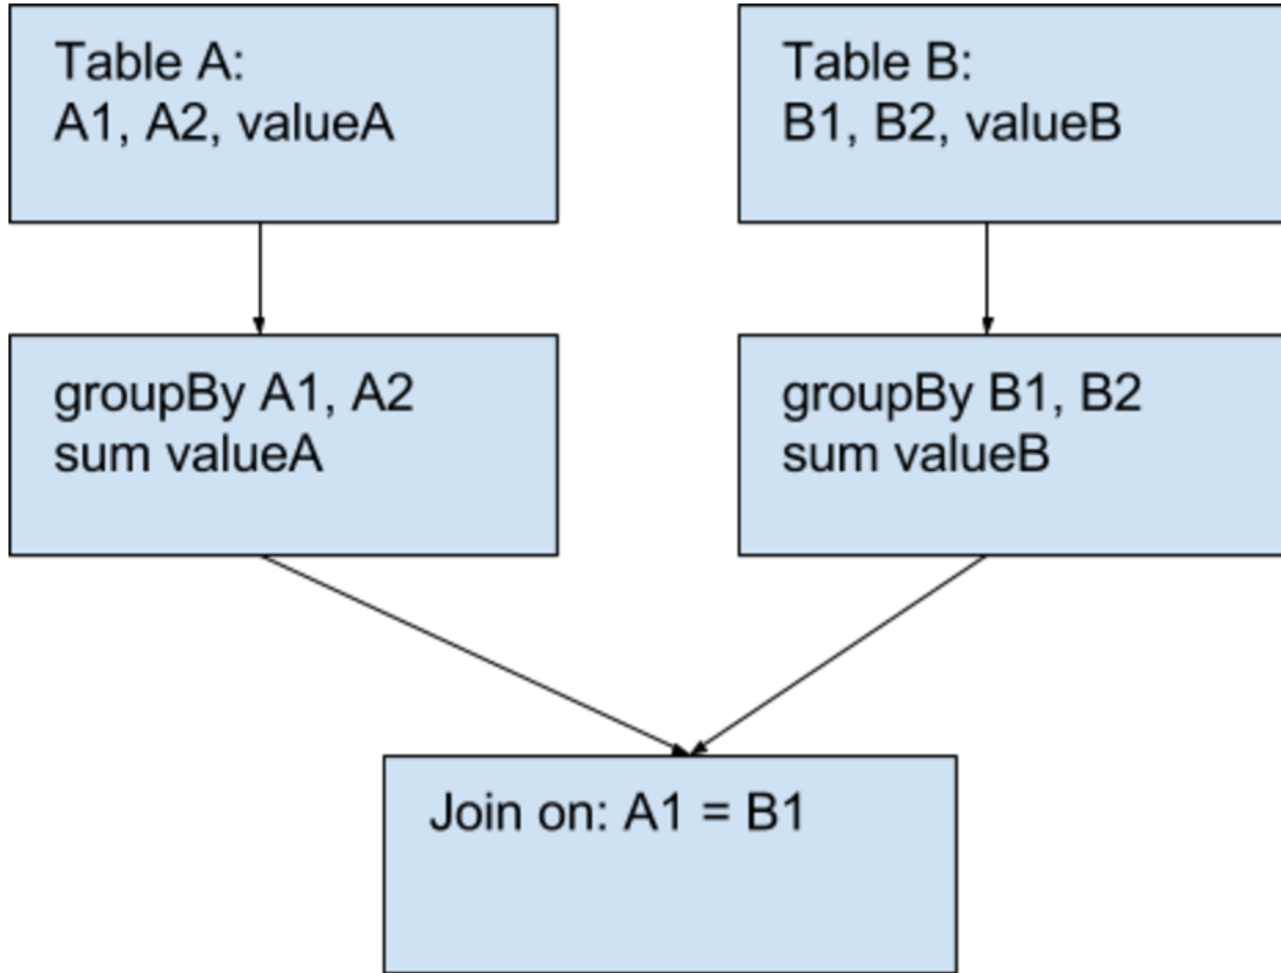 Table A:
A1, A2, valueA
Table B:
B1, B2, valueB
groupBy A1, A2
sum valueA
groupBy B1, B2
sum valueB
Join on: A1 = B1